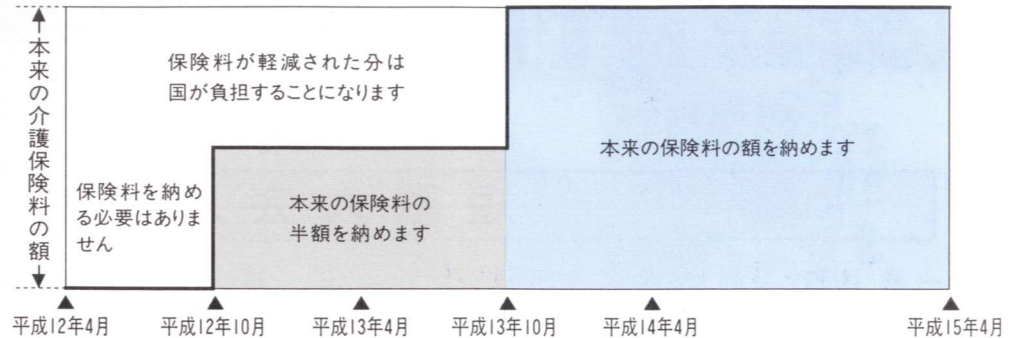 本来の介護保険料の額
保険料が軽減された分は
国が負担することになります
保険料を納め
る必要はありま
せん
本来の保険料の
半額を納めます
本来の保険料の額を納めます
平成12年4月
平成12年10月
平成13年4月
平成13年10月
平成14年4月
平成15年4月